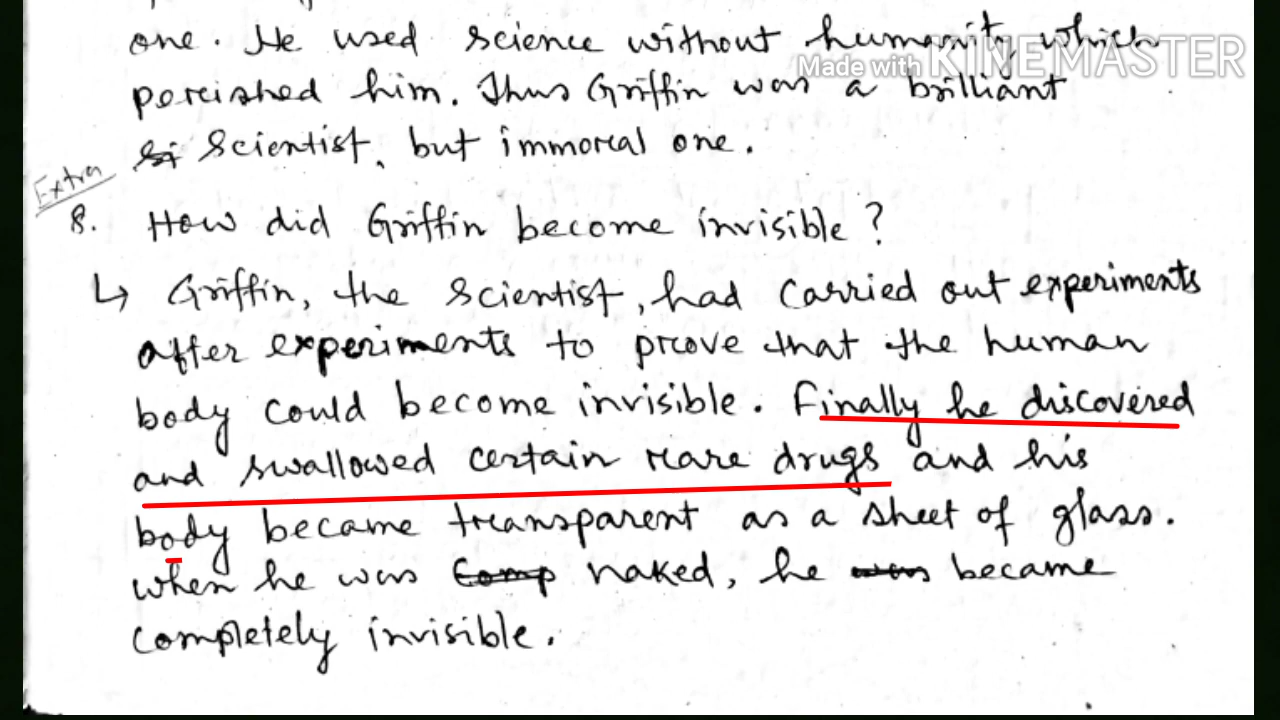 one. He used science without humanity which
Made with KINEMASTER
pereished him. Thus Griffin was a brilliant
Scientist, but immoral one.
Extra
8. How did Griffin become invisible?
↳ Griffin, the scientist, had carried out experiments
after experiments to prove that the human
body could become invisible. Finally he discovered
and swallowed certain rare drugs and his
body became transparent as a sheet of glass.
when he was naked, he became
completely invisible.